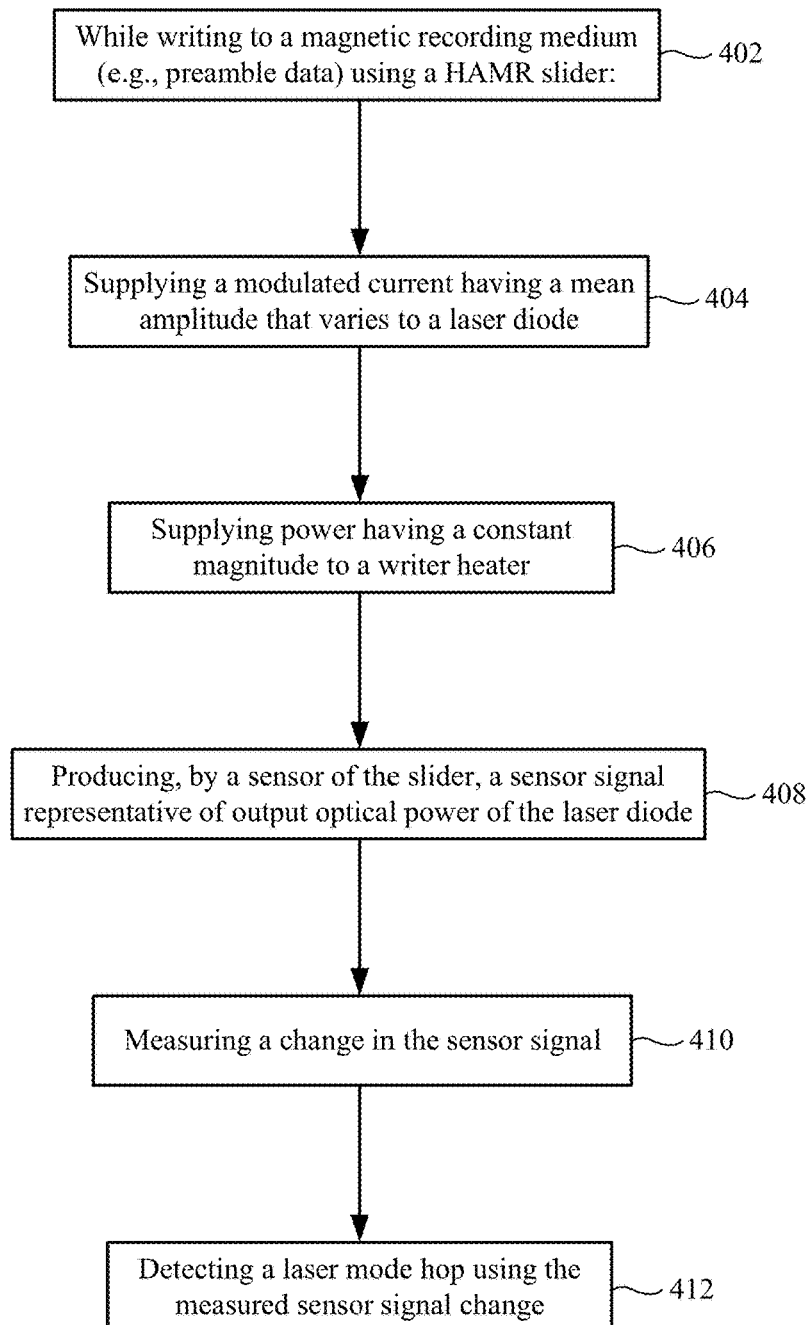 While writing to a magnetic recording medium
(e.g., preamble data) using a HAMR slider:
402
Supplying a modulated current having a mean
amplitude that varies to a laser diode
404
Supplying power having a constant
magnitude to a writer heater
406
Producing, by a sensor of the slider, a sensor signal
representative of output optical power of the laser diode
408
Measuring a change in the sensor signal
410
Detecting a laser mode hop using the
measured sensor signal change
412